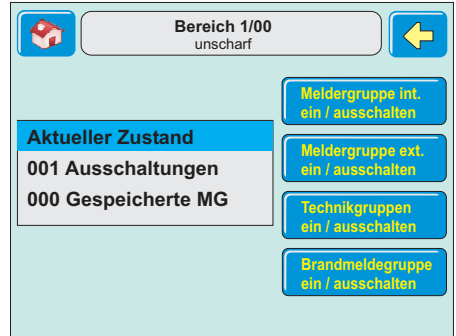 Bereich 1/00
unscharf
Meldergruppe int.
ein / ausschalten
Aktueller Zustand
001 Ausschaltungen
000 Gespeicherte MG
Meldergruppe ext.
ein / ausschalten
Technikgruppen
ein / ausschalten
Brandmeldegruppe
ein / ausschalten